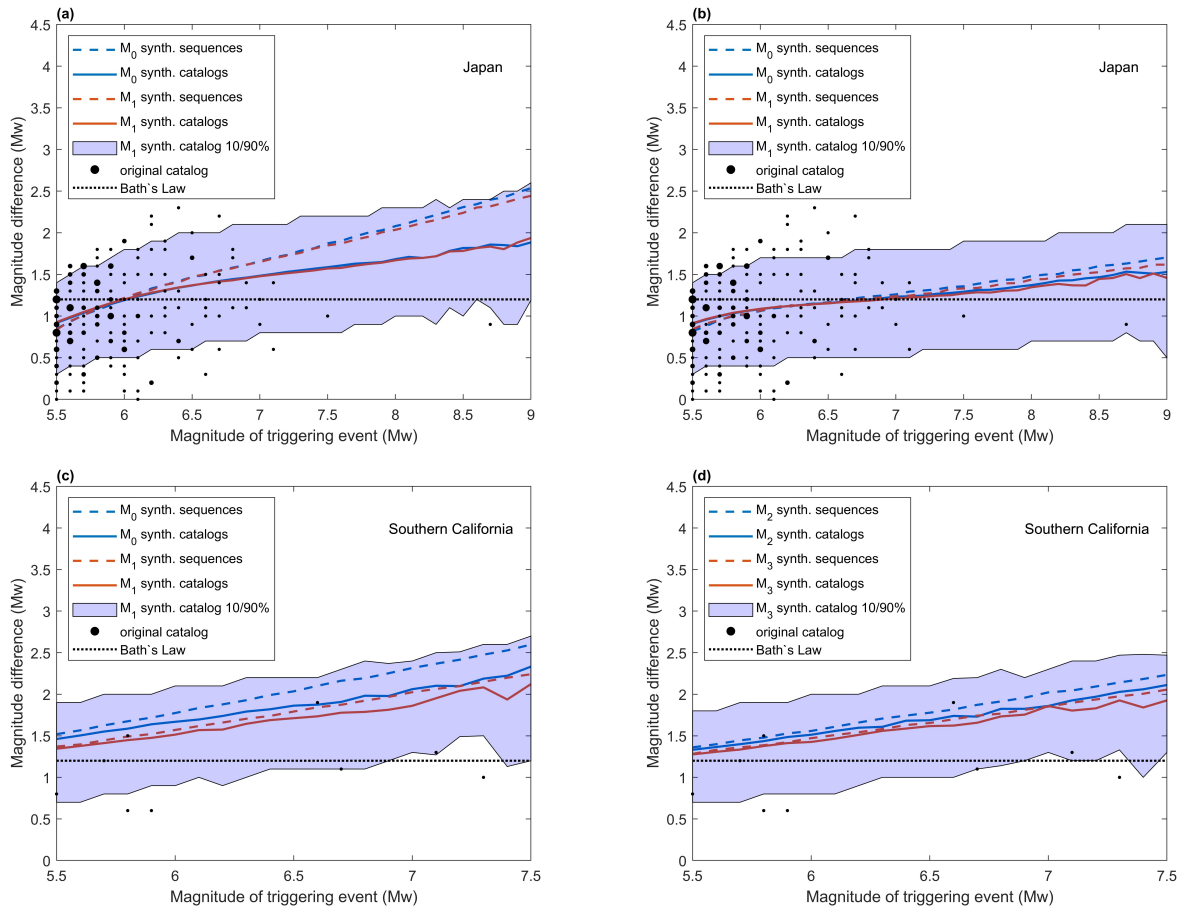 (a)
4.5
4
3.5
3
2.5
2
1.5
1
0.5
0
Magnitude difference (Mw)
M0 synth. sequences
M0 synth. catalogs
M1 synth. sequences
M1 synth. catalogs
M1 synth. catalog 10/90%
original catalog
Bath`s Law
Japan
5.5 6 6.5 7 7.5 8 8.5 9
Magnitude of triggering event (Mw)
(b)
4.5
4
3.5
3
2.5
2
1.5
1
0.5
0
Magnitude difference (Mw)
M0 synth. sequences
M0 synth. catalogs
M1 synth. sequences
M1 synth. catalogs
M1 synth. catalog 10/90%
original catalog
Bath`s Law
Japan
5.5 6 6.5 7 7.5 8 8.5 9
Magnitude of triggering event (Mw)
(c)
4.5
4
3.5
3
2.5
2
1.5
1
0.5
0
Magnitude difference (Mw)
M0 synth. sequences
M0 synth. catalogs
M1 synth. sequences
M1 synth. catalogs
M1 synth. catalog 10/90%
original catalog
Bath`s Law
Southern California
5.5 6 6.5 7 7.5
Magnitude of triggering event (Mw)
(d)
4.5
4
3.5
3
2.5
2
1.5
1
0.5
0
Magnitude difference (Mw)
M2 synth. sequences
M2 synth. catalogs
M3 synth. sequences
M3 synth. catalogs
M3 synth. catalog 10/90%
original catalog
Bath`s Law
Southern California
5.5 6 6.5 7 7.5
Magnitude of triggering event (Mw)